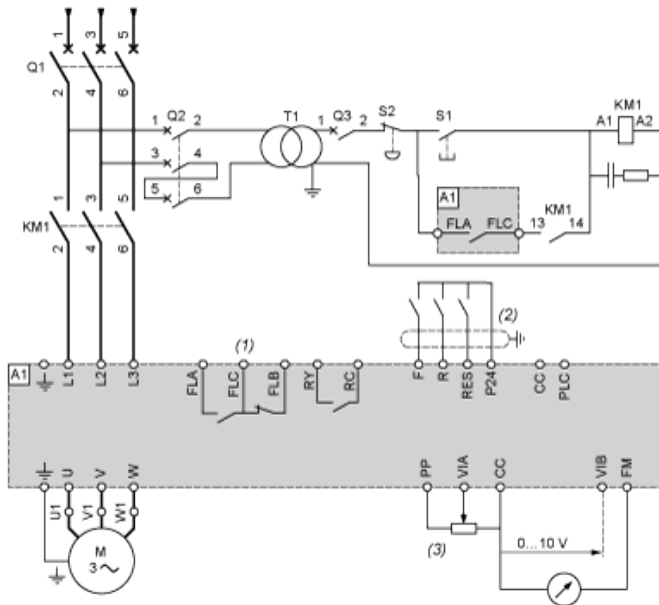 1 3 5
Q1
2 4 6
Q2
1 2
3 4
5 6
T1
1 Q3 2
S2
S1
KM1
A1 A2
A1
FLA FLC
KM1
13 14
1 3 5
KM1
2 4 6
(1)
(2)
A1
L1 L2 L3
FLA FLC FLB RY RC
F R RES P24 CC PLC
U V W
PP VIA CC VIB FM
U1 V1 W1
(3)
0...10 V
M
3